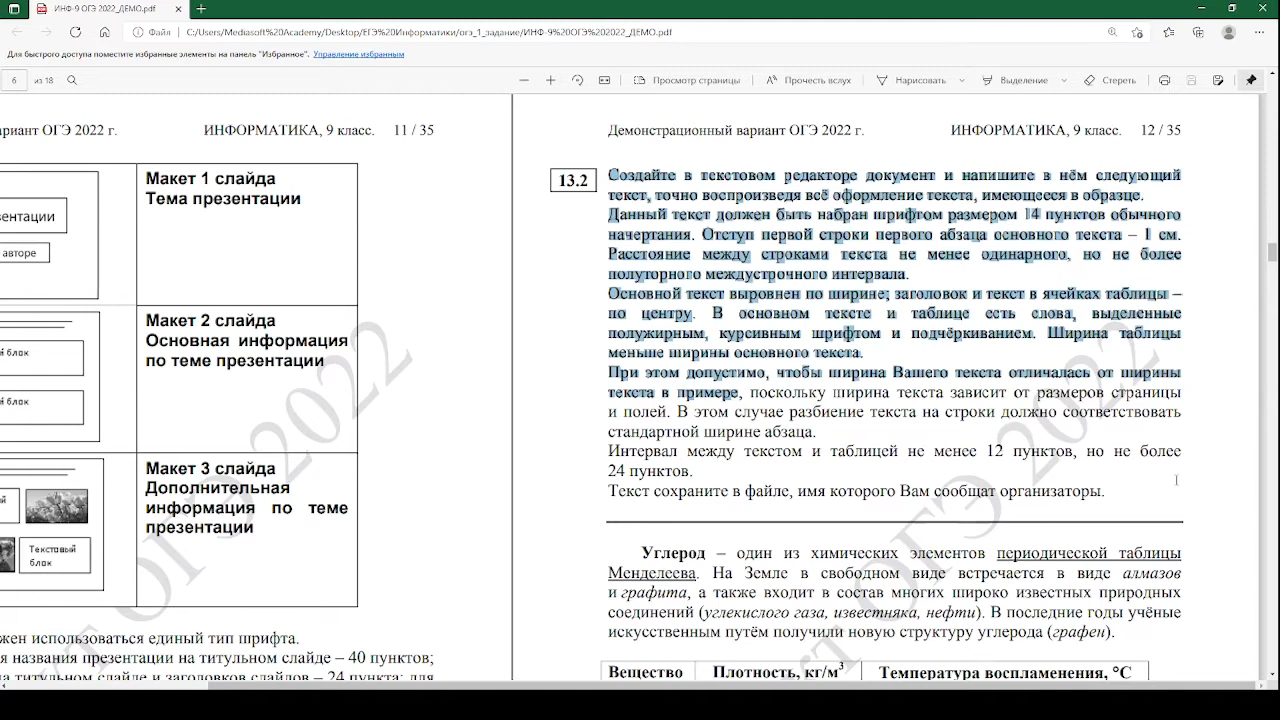 ИНФ-9 ОГЭ 2022_ДЕМО.pdf
Файл
C:/Users/Mediasoft%20Academy/Desktop/ЕГЭ%20Информатики/огэ_1_задание/ИНФ-9%20ОГЭ%202022_ДЕМО.pdf
Для быстрого доступа поместите избранные элементы на панель "Избранное". Управление избранным
6 из 18
Просмотр страницы
Прочесть вслух
Нарисовать
Выделение
Стереть
ариант ОГЭ 2022 г. ИНФОРМАТИКА, 9 класс. 11 / 35
зентации
авторе
Макет 1 слайда
Тема презентации
й блок
й блок
Макет 2 слайда
Основная информация
по теме презентации
Текстовый
блок
Макет 3 слайда
Дополнительная
информация по теме
презентации
жен использоваться единый тип шрифта.
я названия презентации на титульном слайде – 40 пунктов;
на титульном слайде и заголовков слайдов – 24 пункта; для
Демонстрационный вариант ОГЭ 2022 г. ИНФОРМАТИКА, 9 класс. 12 / 35
13.2
Создайте в текстовом редакторе документ и напишите в нём следующий
текст, точно воспроизведя всё оформление текста, имеющееся в образце.
Данный текст должен быть набран шрифтом размером 14 пунктов обычного
начертания. Отступ первой строки первого абзаца основного текста – 1 см.
Расстояние между строками текста не менее одинарного, но не более
полуторного междустрочного интервала.
Основной текст выровнен по ширине; заголовок и текст в ячейках таблицы –
по центру. В основном тексте и таблице есть слова, выделенные
полужирным, курсивным шрифтом и подчёркиванием. Ширина таблицы
меньше ширины основного текста.
При этом допустимо, чтобы ширина Вашего текста отличалась от ширины
текста в примере, поскольку ширина текста зависит от размеров страницы
и полей. В этом случае разбиение текста на строки должно соответствовать
стандартной ширине абзаца.
Интервал между текстом и таблицей не менее 12 пунктов, но не более
24 пунктов.
Текст сохраните в файле, имя которого Вам сообщат организаторы.
Углерод – один из химических элементов периодической таблицы
Менделеева. На Земле в свободном виде встречается в виде алмазов
и графита, а также входит в состав многих широко известных природных
соединений (углекислого газа, известняка, нефти). В последние годы учёные
искусственным путём получили новую структуру углерода (графен).
Вещество Плотность, кг/м³ Температура воспламенения, °С